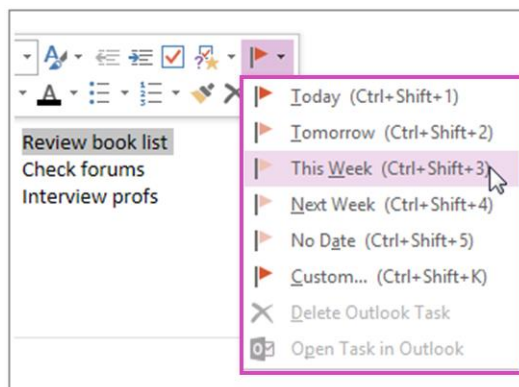 Review book list
Check forums
Interview profs
Today (Ctrl+Shift+1)
Tomorrow (Ctrl+Shift+2)
This Week (Ctrl+Shift+3)
Next Week (Ctrl+Shift+4)
No Date (Ctrl+Shift+5)
Custom... (Ctrl+Shift+K)
Delete Outlook Task
Open Task in Outlook